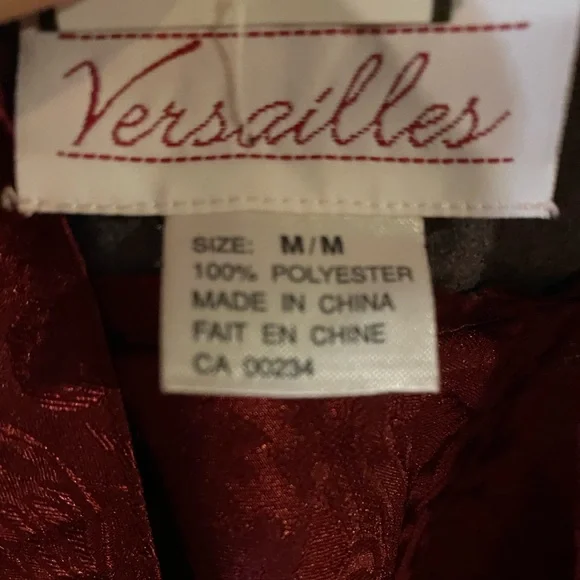 Versailles
SIZE: M/M
100% POLYESTER
MADE IN CHINA
FAIT EN CHINE
CA 00234